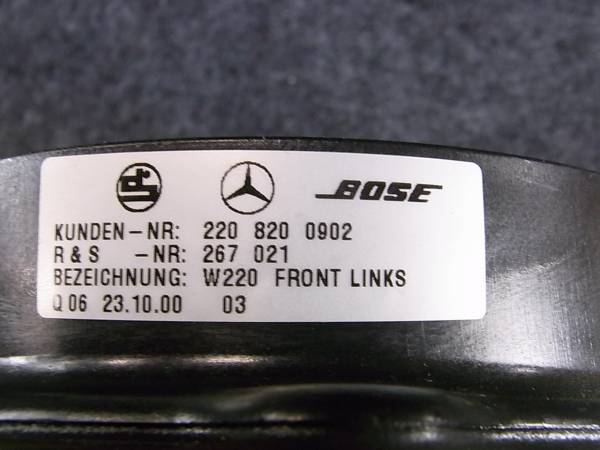 BOSE
KUNDEN-NR: 220 820 0902
R & S -NR: 267 021
BEZEICHNUNG: W220 FRONT LINKS
Q 06 23.10.00 03